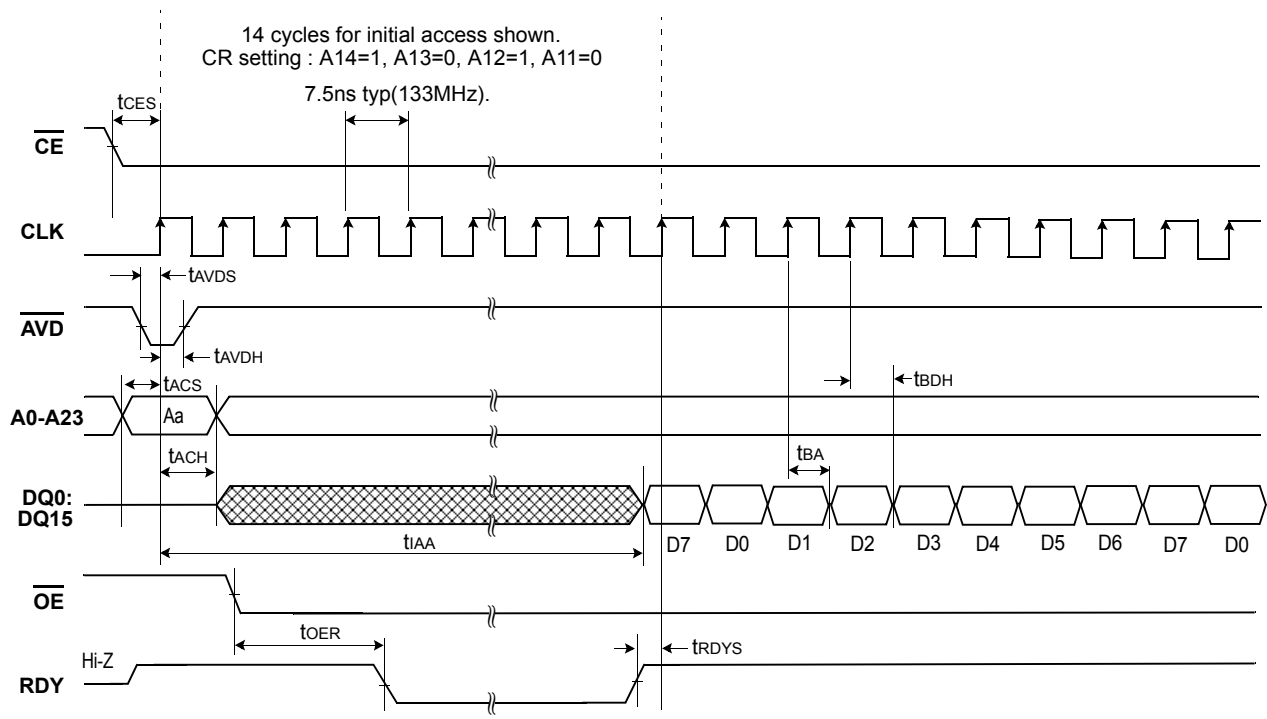 14 cycles for initial access shown.
CR setting : A14=1, A13=0, A12=1, A11=0
7.5ns typ(133MHz).
tCES
CE
CLK
tAVDS
AVD
tAVDH
tACS
tBDH
A0-A23
Aa
tACH
tBA
DQ0:
DQ15
tIAA
D7 D0 D1 D2 D3 D4 D5 D6 D7 D0
OE
tOER
tRDYS
Hi-Z
RDY